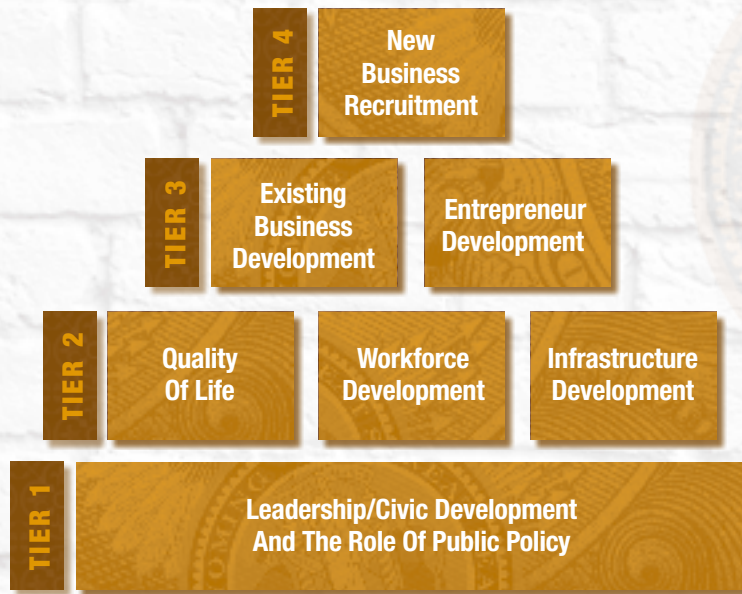 TIER 4
New
Business
Recruitment
TIER 3
Existing
Business
Development
Entrepreneur
Development
TIER 2
Quality
Of Life
Workforce
Development
Infrastructure
Development
TIER 1
Leadership/Civic Development
And The Role Of Public Policy